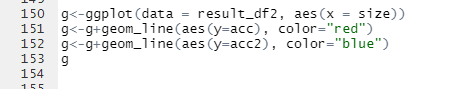 150 g<-ggplot(data = result_df2, aes(x = size))
151 g<-g+geom_line(aes(y=acc), color="red")
152 g<-g+geom_line(aes(y=acc2), color="blue")
153 g
154